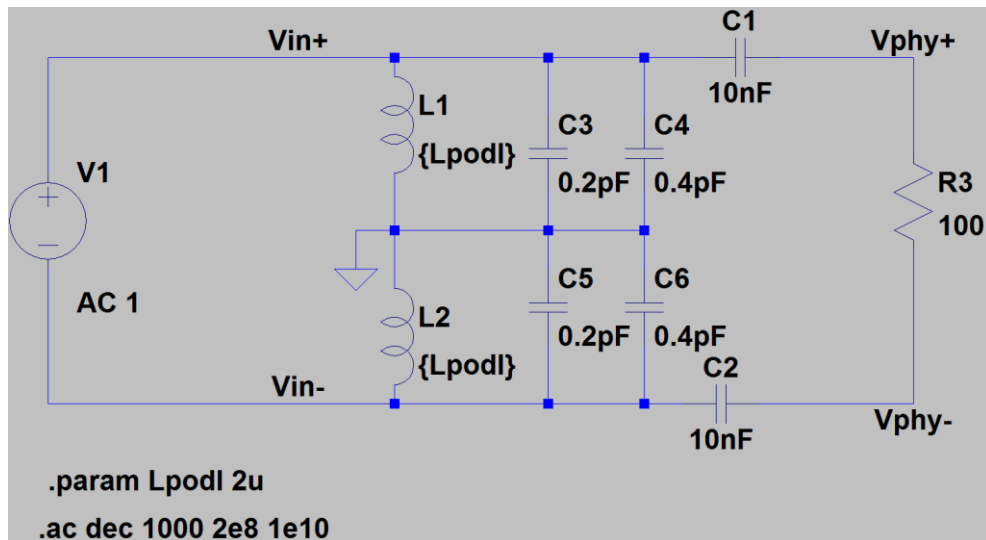 Vin+
C1
10nF
Vphy+
L1
{Lpodl}
C3
0.2pF
C4
0.4pF
V1
+
−
AC 1
R3
100
L2
{Lpodl}
C5
0.2pF
C6
0.4pF
Vin-
C2
10nF
Vphy-
.param Lpodl 2u
.ac dec 1000 2e8 1e10